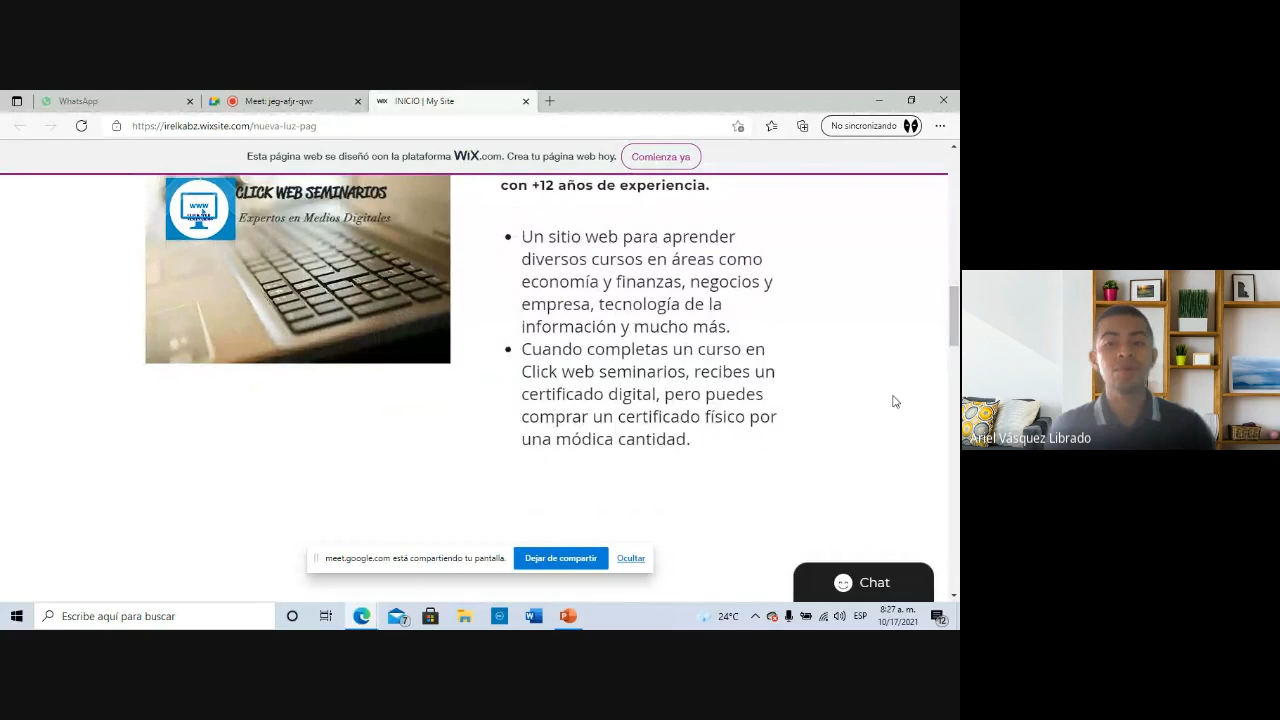 WhatsApp
Meet: jeg-afjr-qwr
WIX INICIO | My Site
https://irelkabz.wixsite.com/nueva-luz-pag
No sincronizando
Esta página web se diseñó con la plataforma WiX.com. Crea tu página web hoy.
Comienza ya
CLICK WEB SEMINARIOS
WWW
Expertos en Medios Digitales
con +12 años de experiencia.
Un sitio web para aprender
diversos cursos en áreas como
economía y finanzas, negocios y
empresa, tecnología de la
información y mucho más.
Cuando completas un curso en
Click web seminarios, recibes un
certificado digital, pero puedes
comprar un certificado físico por
una módica cantidad.
Ariel Vásquez Librado
meet.google.com está compartiendo tu pantalla.
Dejar de compartir
Ocultar
Chat
Escribe aquí para buscar
7
24°C
ESP
8:27 a. m.
10/17/2021
12